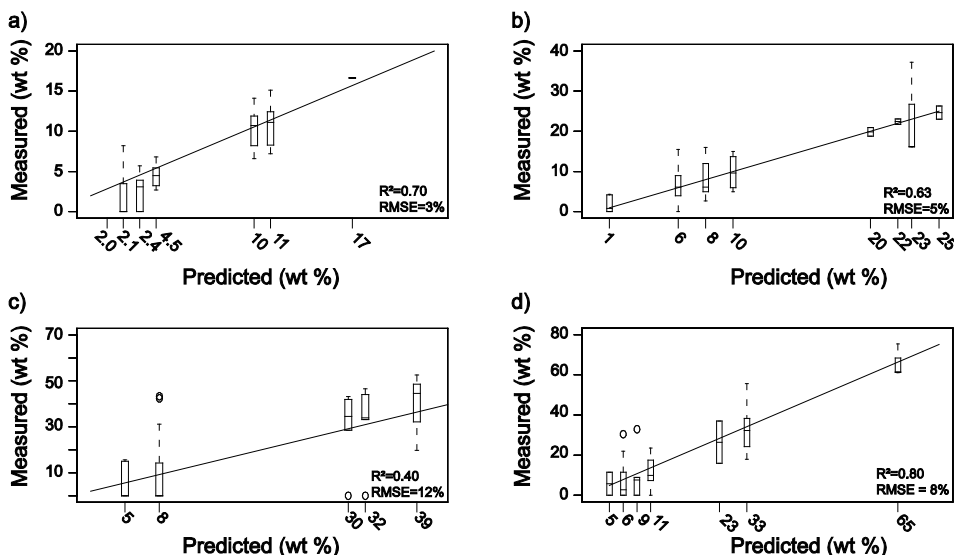 a)
Measured (wt %)
20
15
10
5
0
R²=0.70
RMSE=3%
2.0
2.1
2.4
4.5
10
11
17
Predicted (wt %)
b)
Measured (wt %)
40
30
20
10
0
R²=0.63
RMSE=5%
1
6
8
10
20
22
23
25
Predicted (wt %)
c)
Measured (wt %)
70
50
30
10
R²=0.40
RMSE=12%
5
8
30
32
39
Predicted (wt %)
d)
Measured (wt %)
80
60
40
20
0
R²=0.80
RMSE = 8%
5
6
9
11
23
33
65
Predicted (wt %)